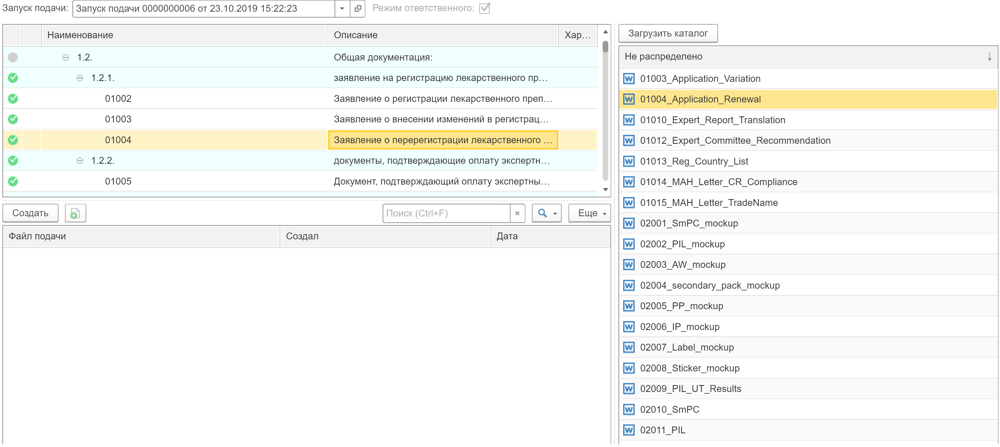 Запуск подачи: Запуск подачи 0000000006 от 23.10.2019 15:22:23 Режим ответственного:
Наименование Описание Хар...
1.2. Общая документация:
1.2.1. заявление на регистрацию лекарственного пр...
01002 Заявление о регистрации лекарственного преп...
01003 Заявление о внесении изменений в регистрац...
01004 Заявление о перерегистрации лекарственного ...
1.2.2. документы, подтверждающие оплату экспертн...
01005 Документ, подтверждающий оплату экспертны...
Создать Поиск (Ctrl+F) × Еще
Файл подачи Создал Дата
Загрузить каталог
Не распределено ↓
01003_Application_Variation
01004_Application_Renewal
01010_Expert_Report_Translation
01012_Expert_Committee_Recommendation
01013_Reg_Country_List
01014_MAH_Letter_CR_Compliance
01015_MAH_Letter_TradeName
02001_SmPC_mockup
02002_PIL_mockup
02003_AW_mockup
02004_secondary_pack_mockup
02005_PP_mockup
02006_IP_mockup
02007_Label_mockup
02008_Sticker_mockup
02009_PIL_UT_Results
02010_SmPC
02011_PIL